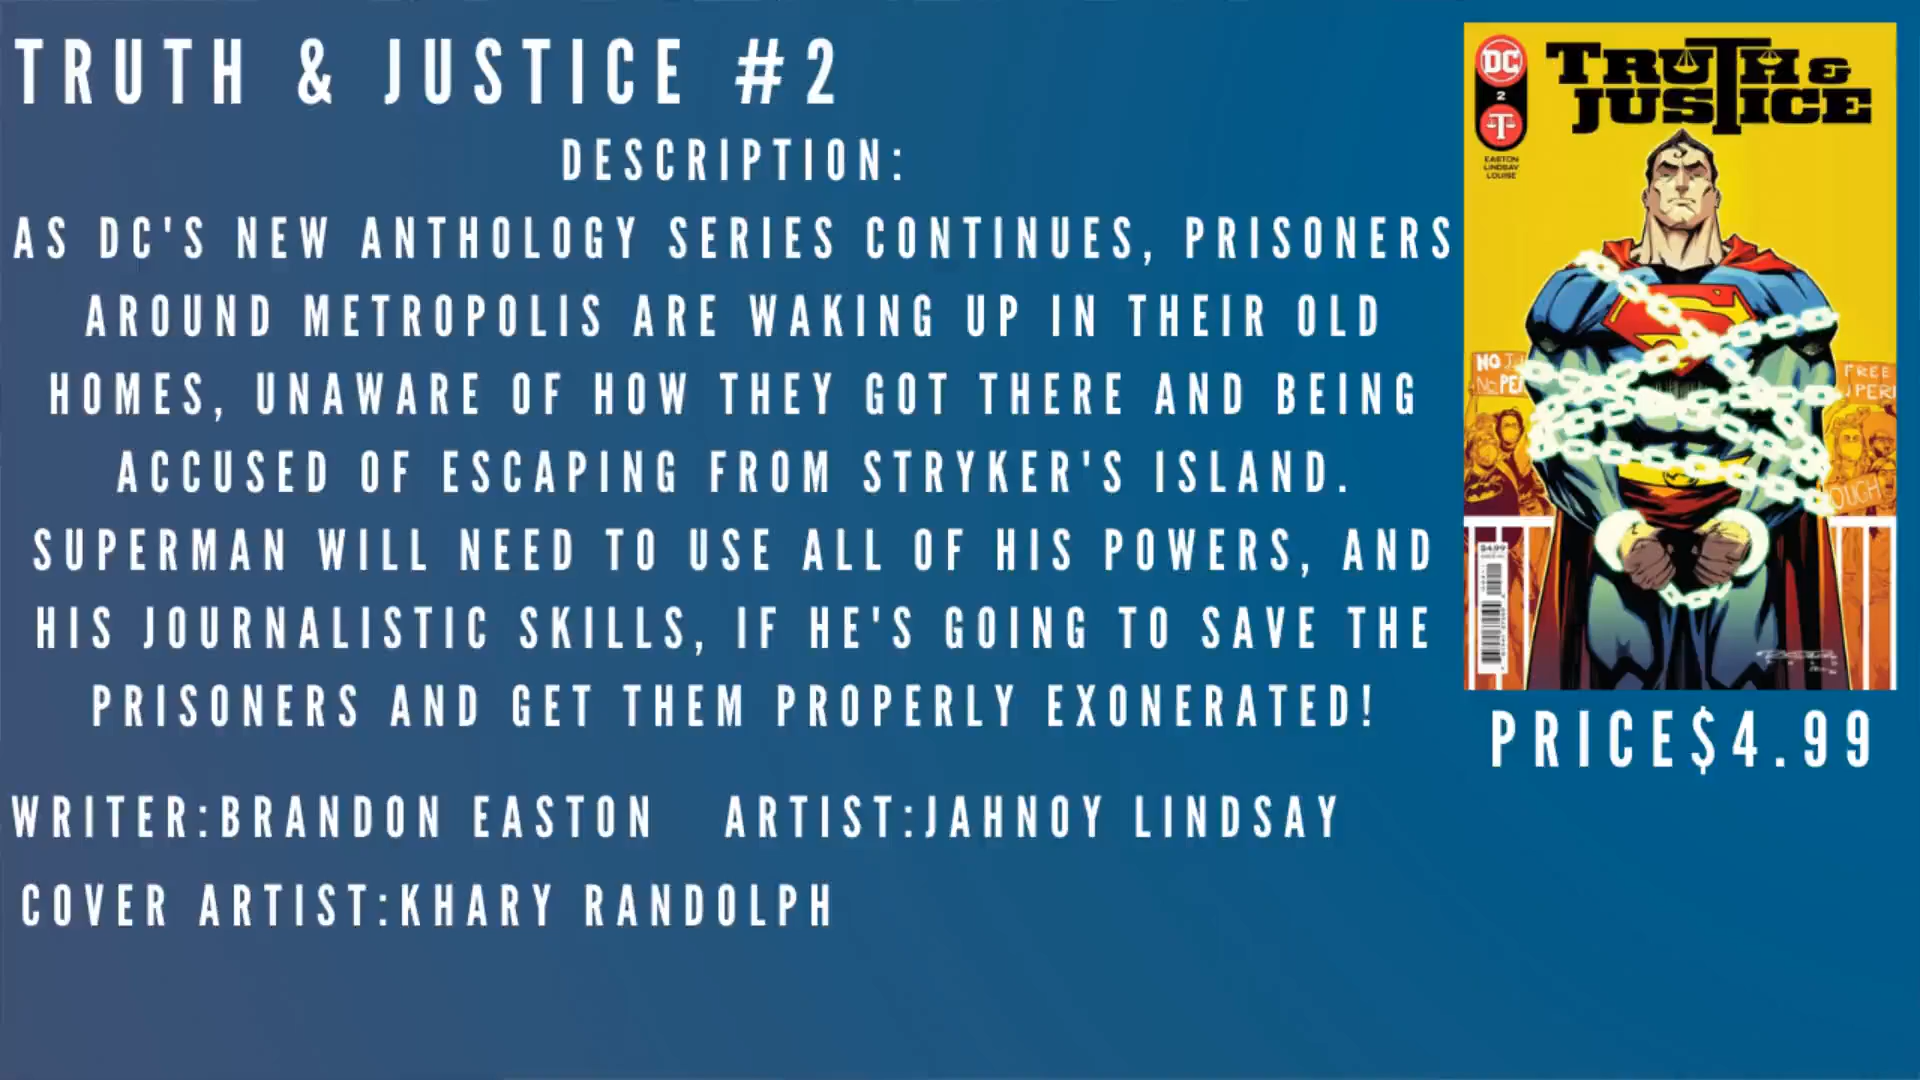 TRUTH & JUSTICE #2
DESCRIPTION:
AS DC'S NEW ANTHOLOGY SERIES CONTINUES, PRISONERS
AROUND METROPOLIS ARE WAKING UP IN THEIR OLD
HOMES, UNAWARE OF HOW THEY GOT THERE AND BEING
ACCUSED OF ESCAPING FROM STRYKER'S ISLAND.
SUPERMAN WILL NEED TO USE ALL OF HIS POWERS, AND
HIS JOURNALISTIC SKILLS, IF HE'S GOING TO SAVE THE
PRISONERS AND GET THEM PROPERLY EXONERATED!
WRITER:BRANDON EASTON ARTIST:JAHNOY LINDSAY
COVER ARTIST:KHARY RANDOLPH
DC
2
T
EASTON
LINDSAY
LOUISE
TRUTH &
JUSTICE
S
NO
FREE
$4.99
PRICE$4.99